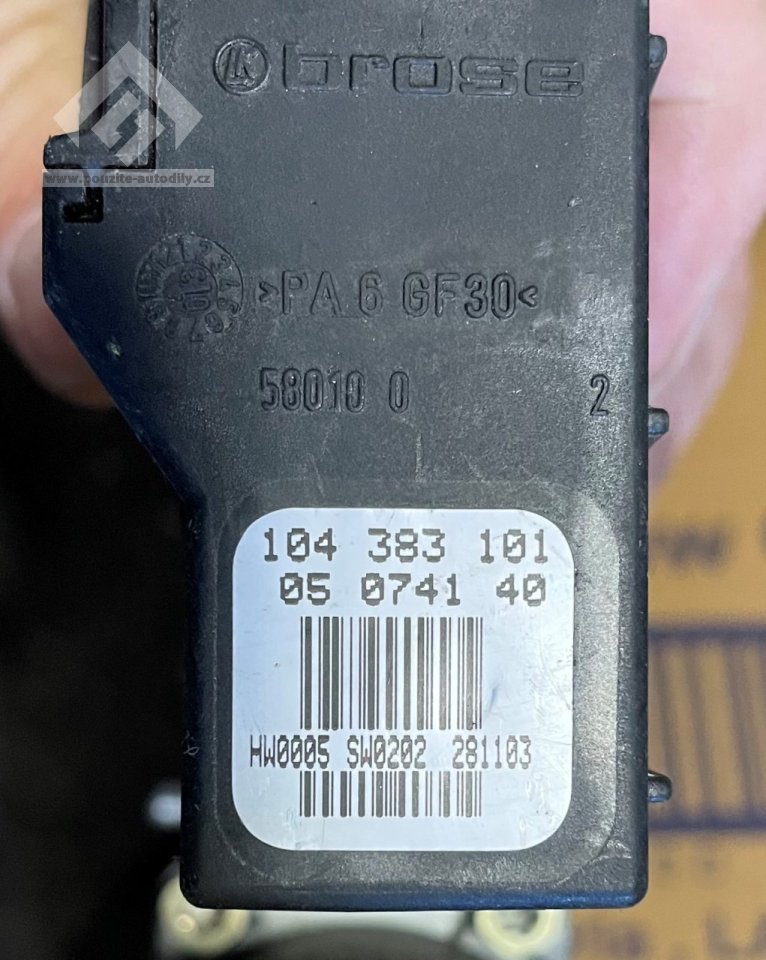 brose
www.pouzite-autodily.cz
>PA 6 GF30<
58010 0 2
104 383 101
05 0741 40
HW0005 SW0202 281103